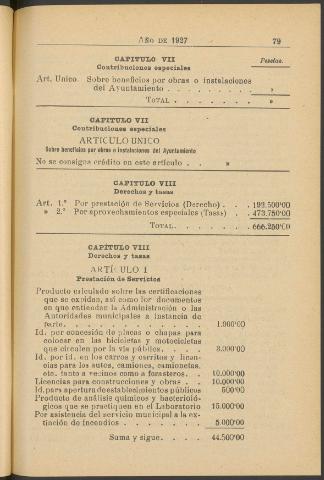 AÑO DE 1927 79
CAPITULO VII Pesetas.
Contribuciones especiales
Art. Unico. Sobre beneficios por obras o instalaciones
del Ayuntamiento . . . . . . . . . »
TOTAL . . . . . . . »
CAPITULO VII
Contribuciones especiales
ARTICULO UNICO
Sobre beneficios por obras o instalaciones del Ayuntamiento
No se consigna crédito en este artículo . . »
CAPITULO VIII
Derechos y tasas
Art. 1.º Por prestación de Servicios (Derecho) . . . 193.500'00
» 2.º Por aprovechamientos especiales (Tasas) . . 473.750'00
TOTAL. . . . . . . . 666.250'00
CAPITULO VIII
Derechos y tasas
ARTÍCULO I
Prestación de Servicios
Producto calculado sobre las certificaciones
que se expidan, así como los documentos
en que entiendan la Administración o las
Autoridades municipales a instancia de
parte. . . . . . . . . . . 1.000'00
Id. por concesión de placas o chapas para
colocar en las bicicletas y motocicletas
que circulen por la vía pública. . . . . 3.000'00
Id. por id. en los carros y carritos y licen-
cias para los autos, camiones, camionetas,
etc. tanto a vecinos como a forasteros. . 10.000'00
Licencias para construcciones y obras . . 10.000'00
Id. para apertura de establecimientos públicos 500'00
Producto de análisis químicos y bacterioló-
gicos que se practiquen en el Laboratorio 15.000'00
Por asistencia del servicio municipal a la ex-
tinción de incendios . . . . . . . 5.000'00
Suma y sigue. . . . . 44.500'00